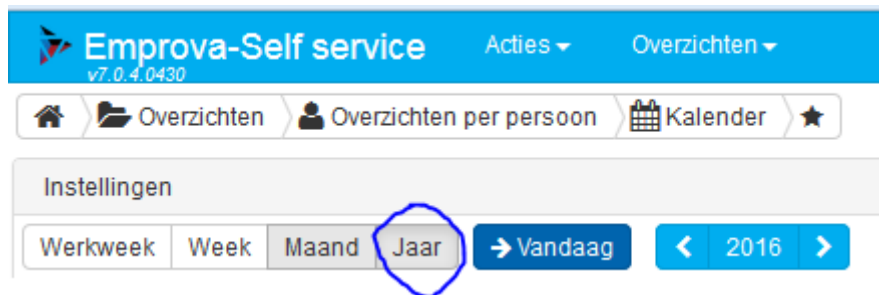 Emprova-Self service Acties Overzichten
v7.0.4.0430
Overzichten Overzichten per persoon Kalender
Instellingen
Werkweek Week Maand Jaar Vandaag 2016